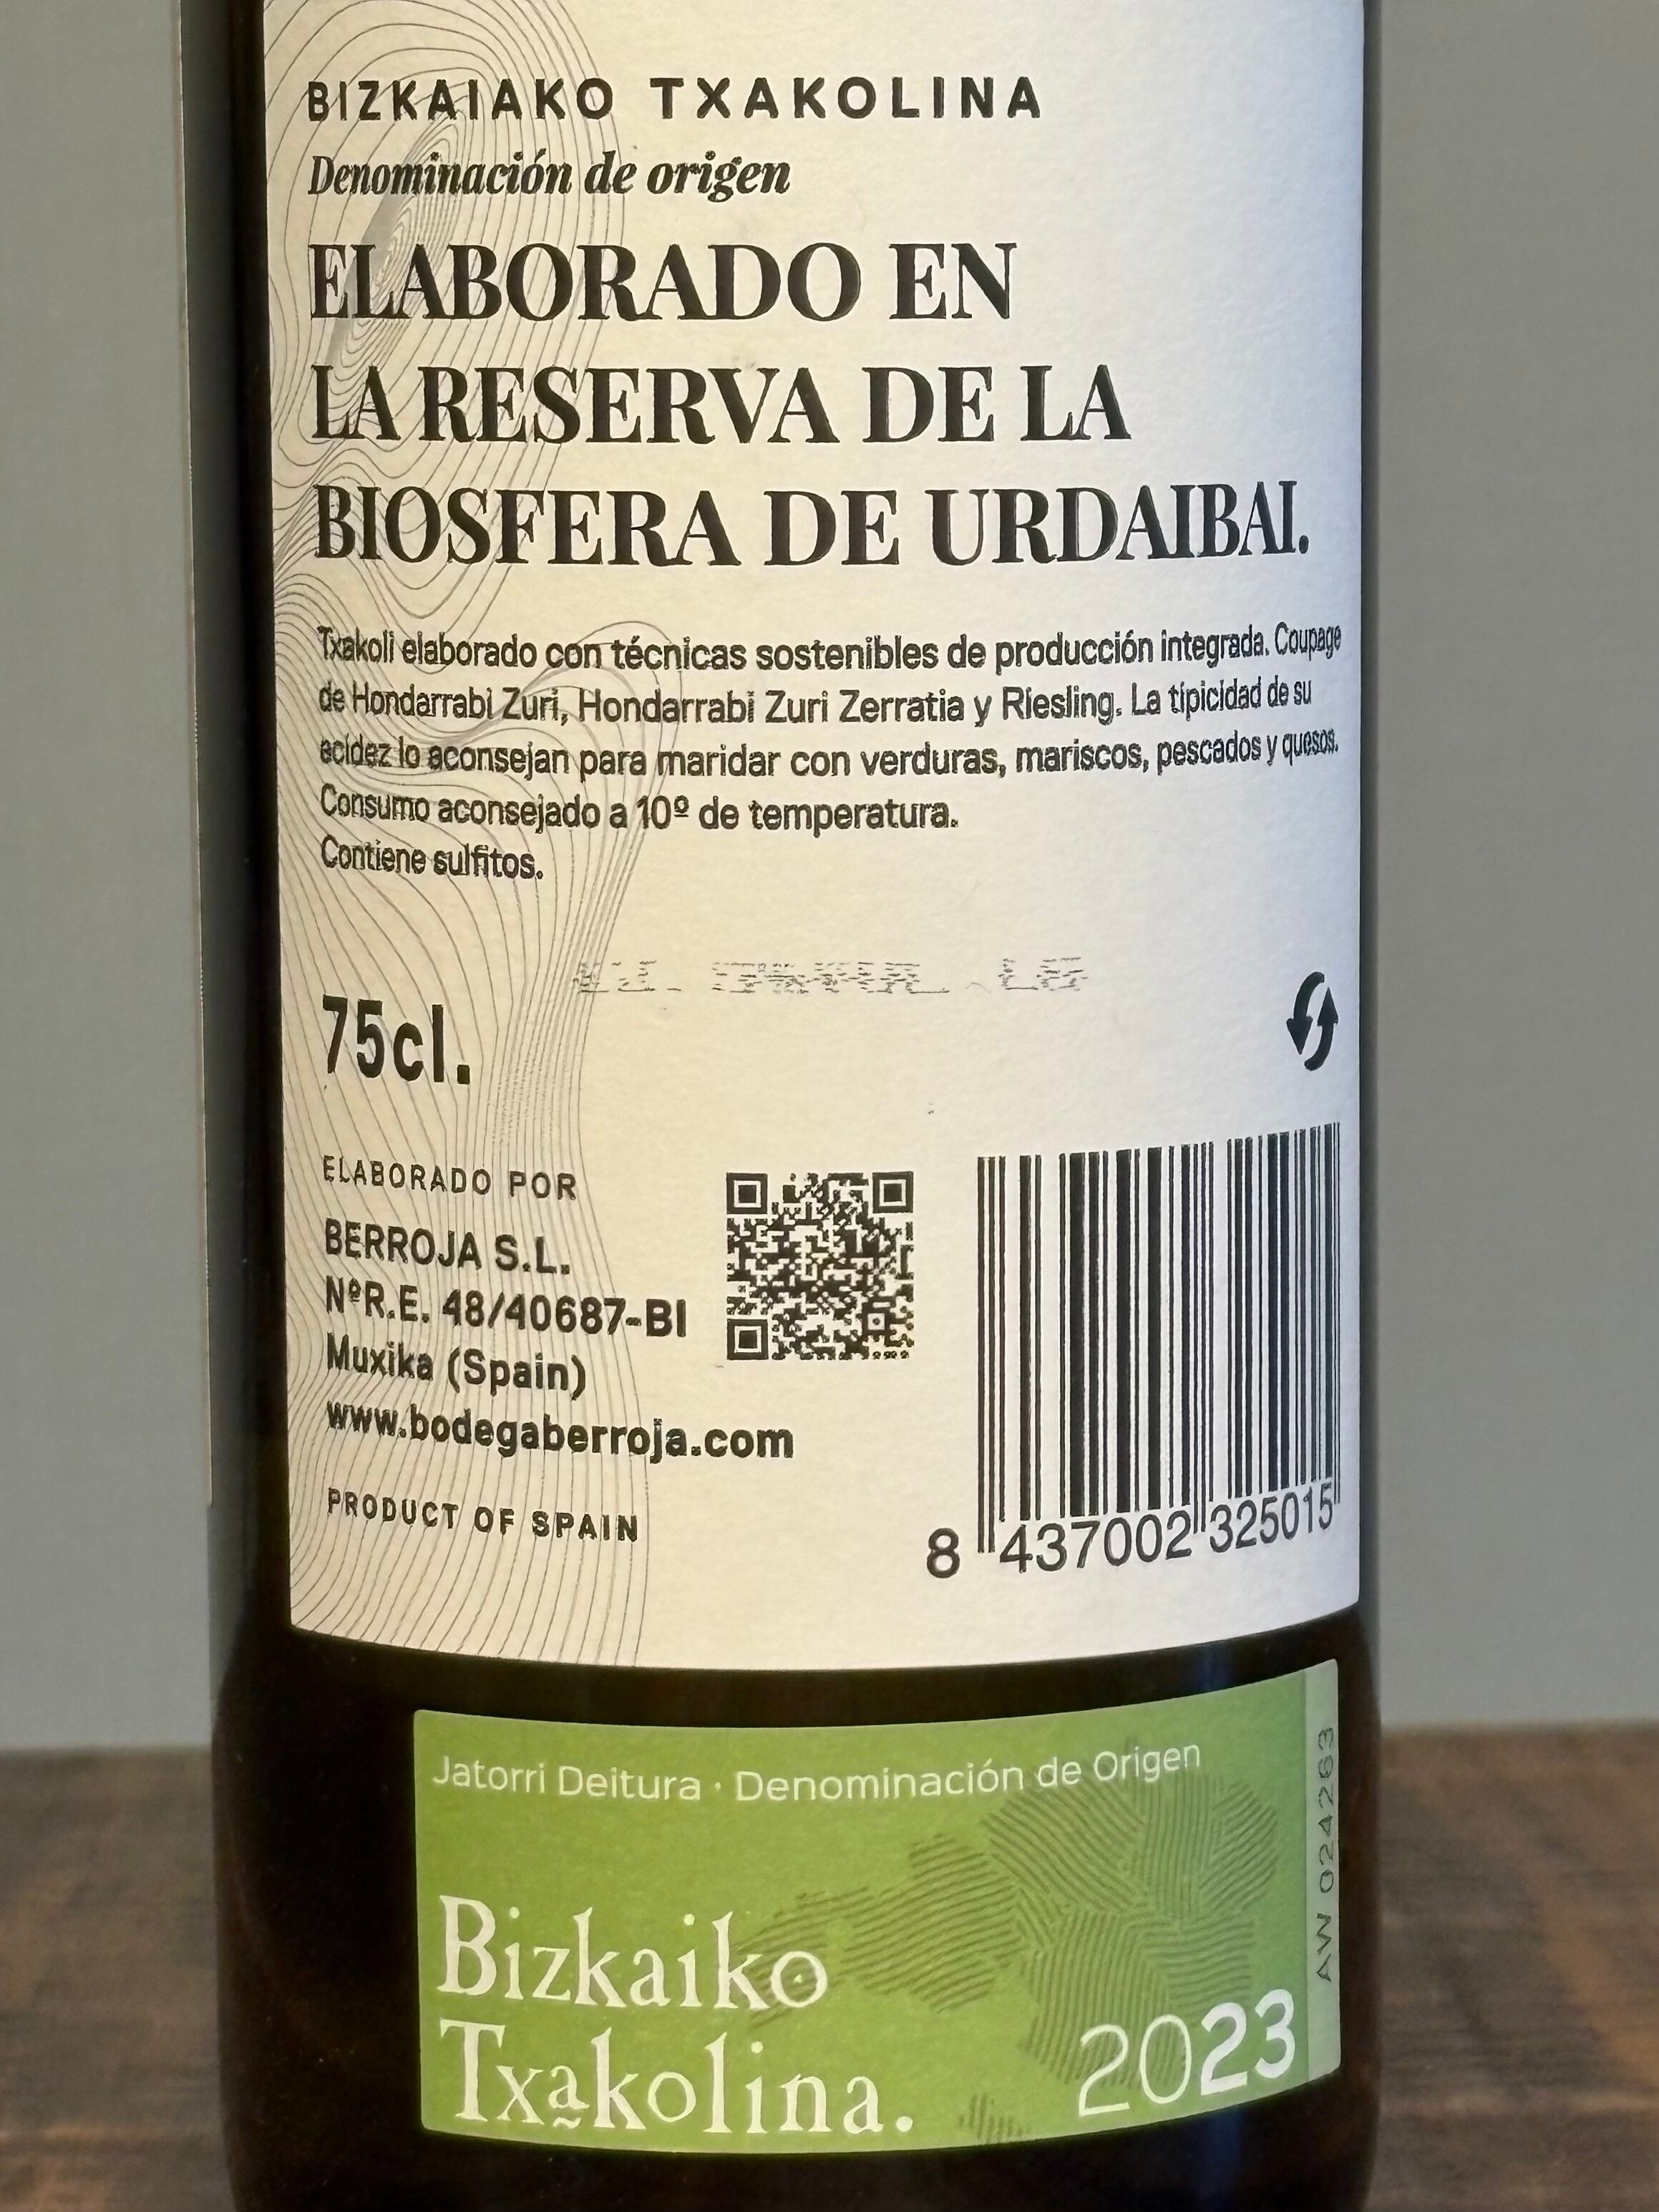 BIZKAIAKO TXAKOLINA
Denominación de origen
ELABORADO EN
LA RESERVA DE LA
BIOSFERA DE URDAIBAI.
Txakoli elaborado con técnicas sostenibles de producción integrada. Coupage
de Hondarrabi Zuri, Hondarrabi Zuri Zerratia y Riesling. La tipicidad de su
acidez lo aconsejan para maridar con verduras, mariscos, pescados y quesos.
Consumo aconsejado a 10º de temperatura.
Contiene sulfitos.
75cl.
ELABORADO POR
BERROJA S.L.
NºR.E. 48/40687-BI
Muxika (Spain)
www.bodegaberroja.com
PRODUCT OF SPAIN
8 437002 325015
Jatorri Deitura · Denominación de Origen
Bizkaiko
Txakolina.
2023
AW 024263